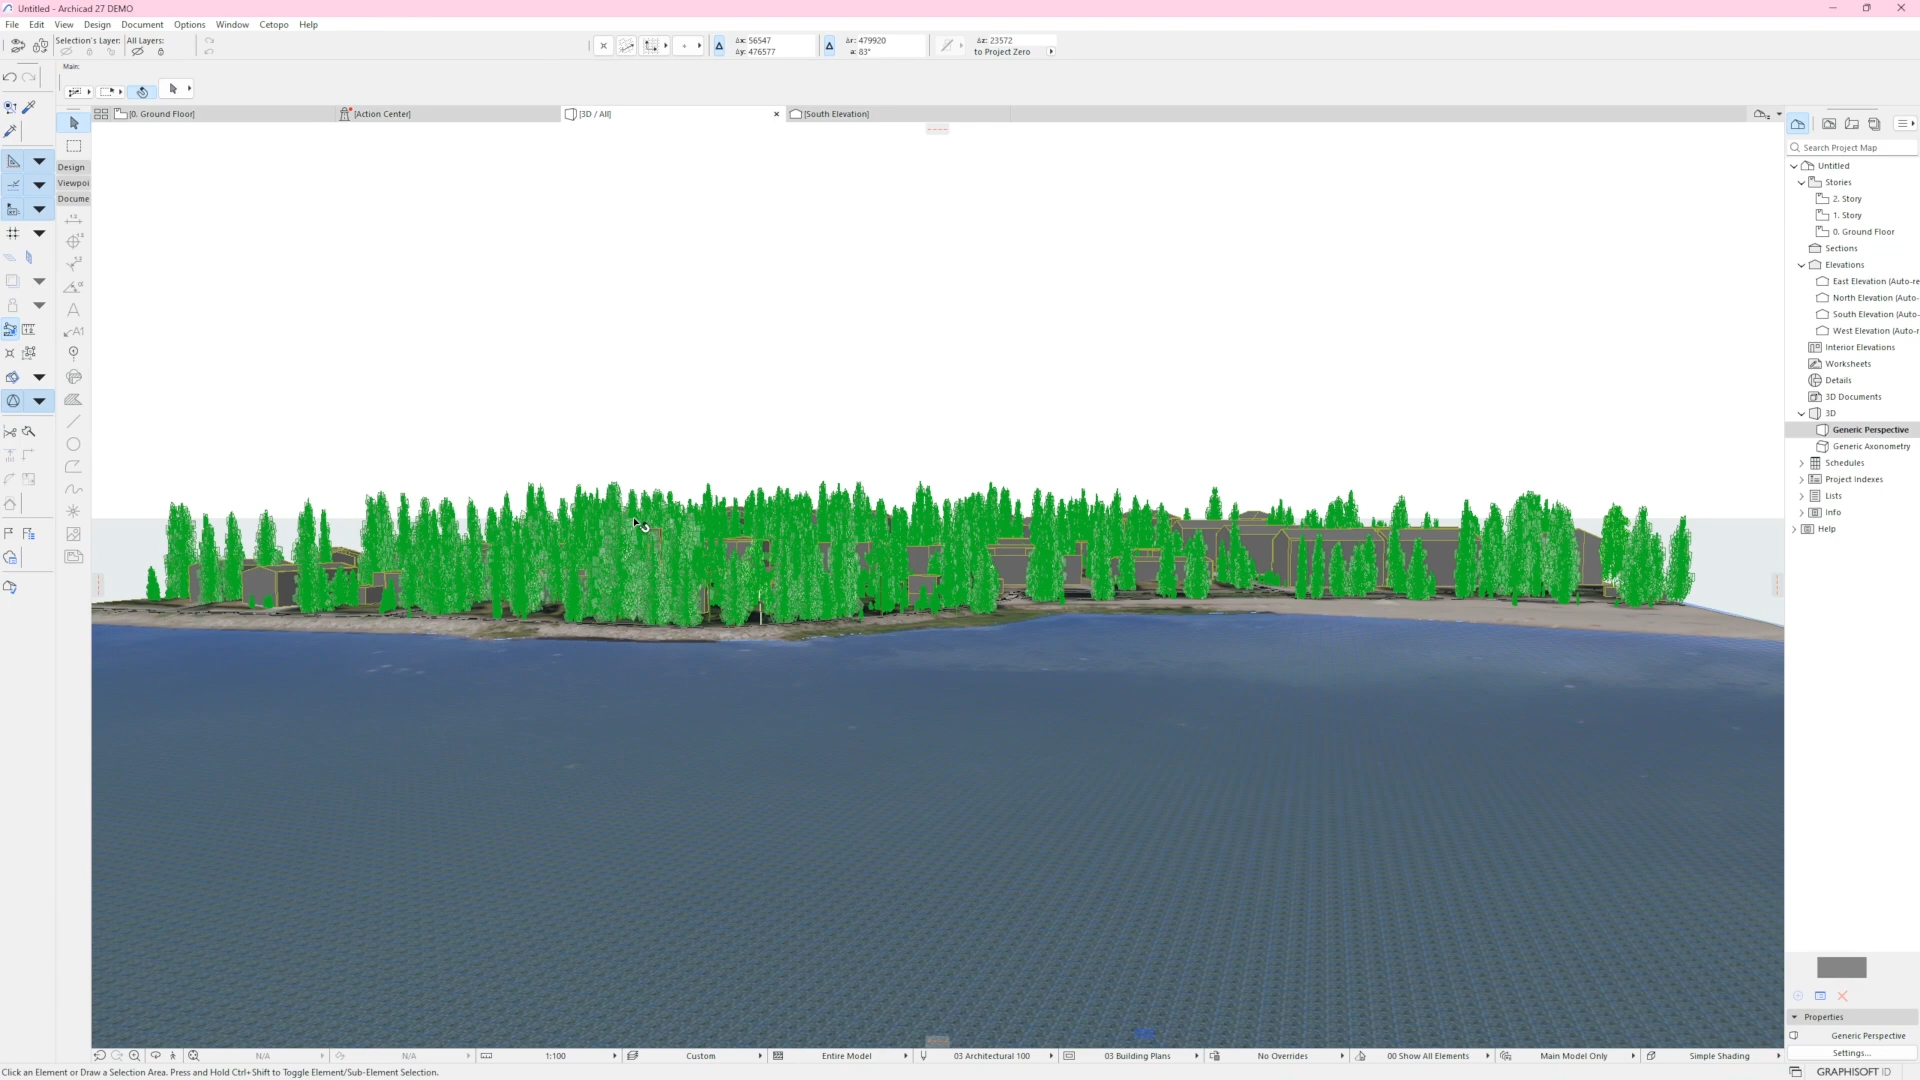 Untitled - Archicad 27 DEMO
File Edit View Design Document Options Window Cetopo Help
Selection's Layer: All Layers:
Δx: 56547 Δr: 479920 Δz: 23572
Δy: 476577 a: 83° to Project Zero
Main:
[0. Ground Floor] [Action Center] [3D / All] [South Elevation]
Design
Viewpoi
Docume
Search Project Map
Untitled
Stories
2. Story
1. Story
0. Ground Floor
Sections
Elevations
East Elevation (Auto-re
North Elevation (Auto-
South Elevation (Auto-
West Elevation (Auto-r
Interior Elevations
Worksheets
Details
3D Documents
3D
Generic Perspective
Generic Axonometry
Schedules
Project Indexes
Lists
Info
Help
Properties
Generic Perspective
Settings...
N/A N/A 1:100 Custom Entire Model 03 Architectural 100 03 Building Plans No Overrides 00 Show All Elements Main Model Only Simple Shading
Click an Element or Draw a Selection Area. Press and Hold Ctrl+Shift to Toggle Element/Sub-Element Selection.
GRAPHISOFT ID